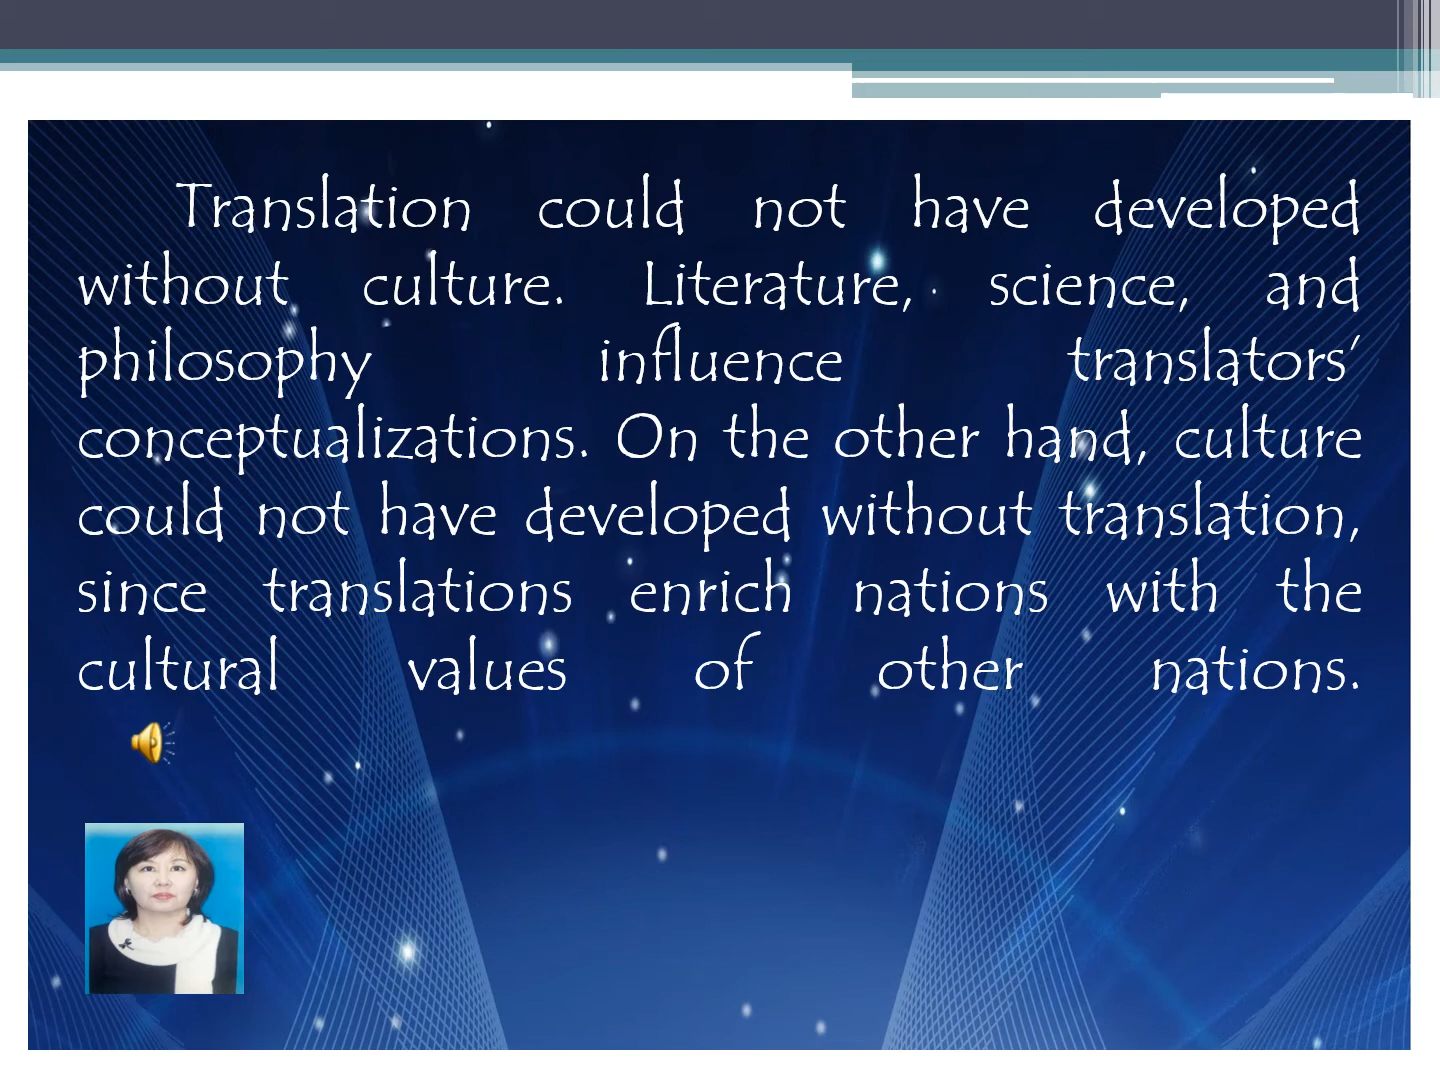 Translation could not have developed
without culture. Literature, science, and
philosophy influence translators’
conceptualizations. On the other hand, culture
could not have developed without translation,
since translations enrich nations with the
cultural values of other nations.